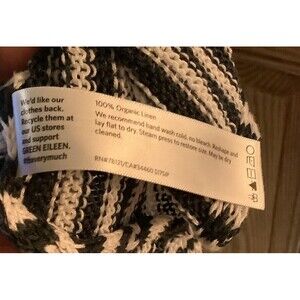 We'd like our
clothes back.
Recycle them at
our US stores
and support
GREEN EILEEN.
100% Organic Linen
We recommend hand wash cold, no bleach. Reshape and
lay flat to dry. Steam press to restore size. May be dry
cleaned.